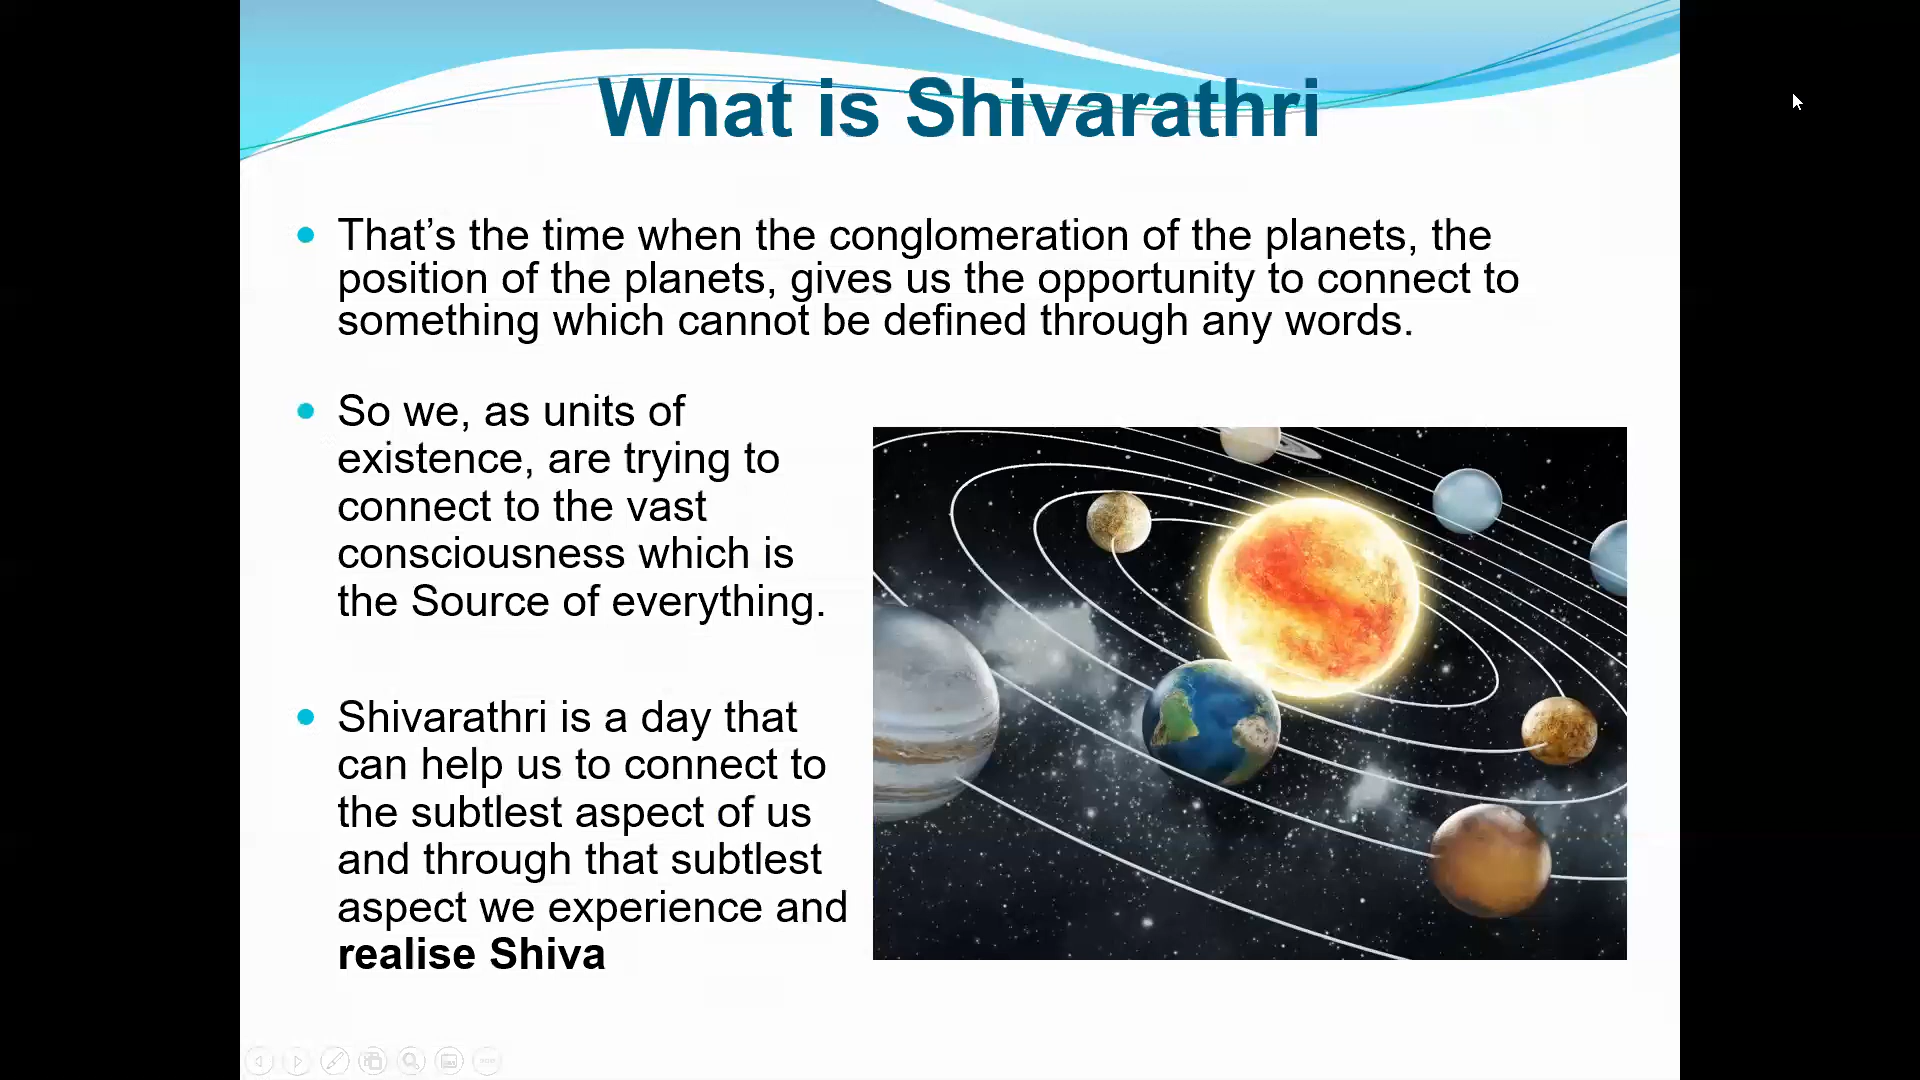 What is Shivarathri
• That’s the time when the conglomeration of the planets, the
position of the planets, gives us the opportunity to connect to
something which cannot be defined through any words.
• So we, as units of
existence, are trying to
connect to the vast
consciousness which is
the Source of everything.
• Shivarathri is a day that
can help us to connect to
the subtlest aspect of us
and through that subtlest
aspect we experience and
realise Shiva